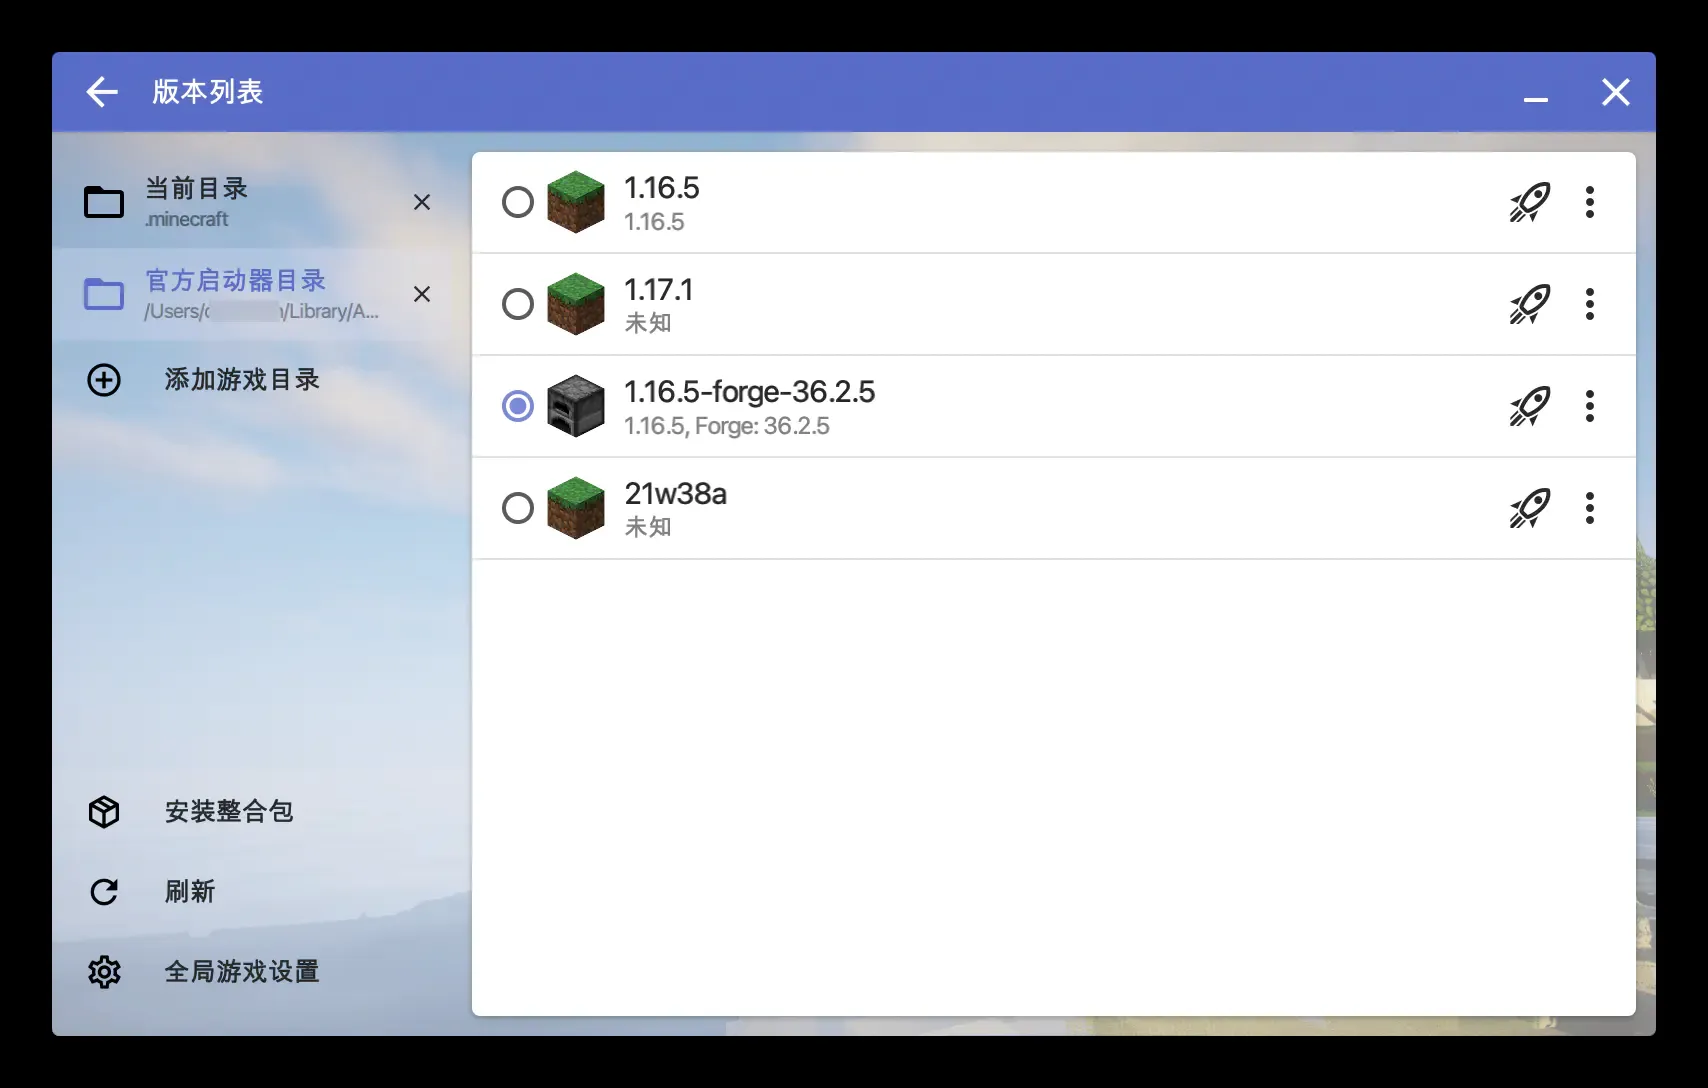 版本列表
当前目录
.minecraft
官方启动器目录
/Users/ /Library/A...
添加游戏目录
安装整合包
刷新
全局游戏设置
1.16.5
1.16.5
1.17.1
未知
1.16.5-forge-36.2.5
1.16.5, Forge: 36.2.5
21w38a
未知